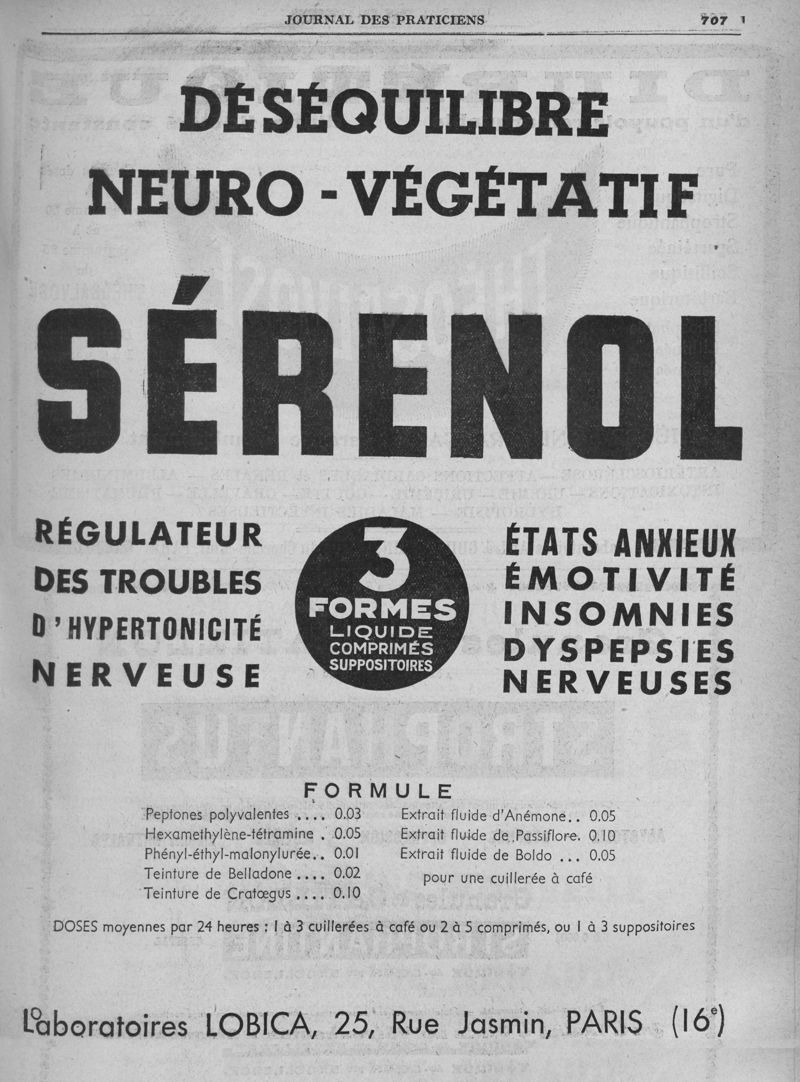 JOURNAL DES PRATICIENS 707
DÉSÉQUILIBRE
NEURO - VÉGÉTATIF
SÉRENOL
RÉGULATEUR
DES TROUBLES
D'HYPERTONICITÉ
NERVEUSE
3
FORMES
LIQUIDE
COMPRIMÉS
SUPPOSITOIRES
ÉTATS ANXIEUX
ÉMOTIVITÉ
INSOMNIES
DYSPEPSIES
NERVEUSES
FORMULE
Peptones polyvalentes .... 0.03
Hexamethylène-tétramine . 0.05
Phényl-éthyl-malonylurée.. 0.01
Teinture de Belladone .... 0.02
Teinture de Cratœgus .... 0.10
Extrait fluide d'Anémone.. 0.05
Extrait fluide de Passiflore. 0.10
Extrait fluide de Boldo ... 0.05
pour une cuillerée à café
DOSES moyennes par 24 heures : 1 à 3 cuillerées à café ou 2 à 5 comprimés, ou 1 à 3 suppositoires
Laboratoires LOBICA, 25, Rue Jasmin, PARIS (16e)